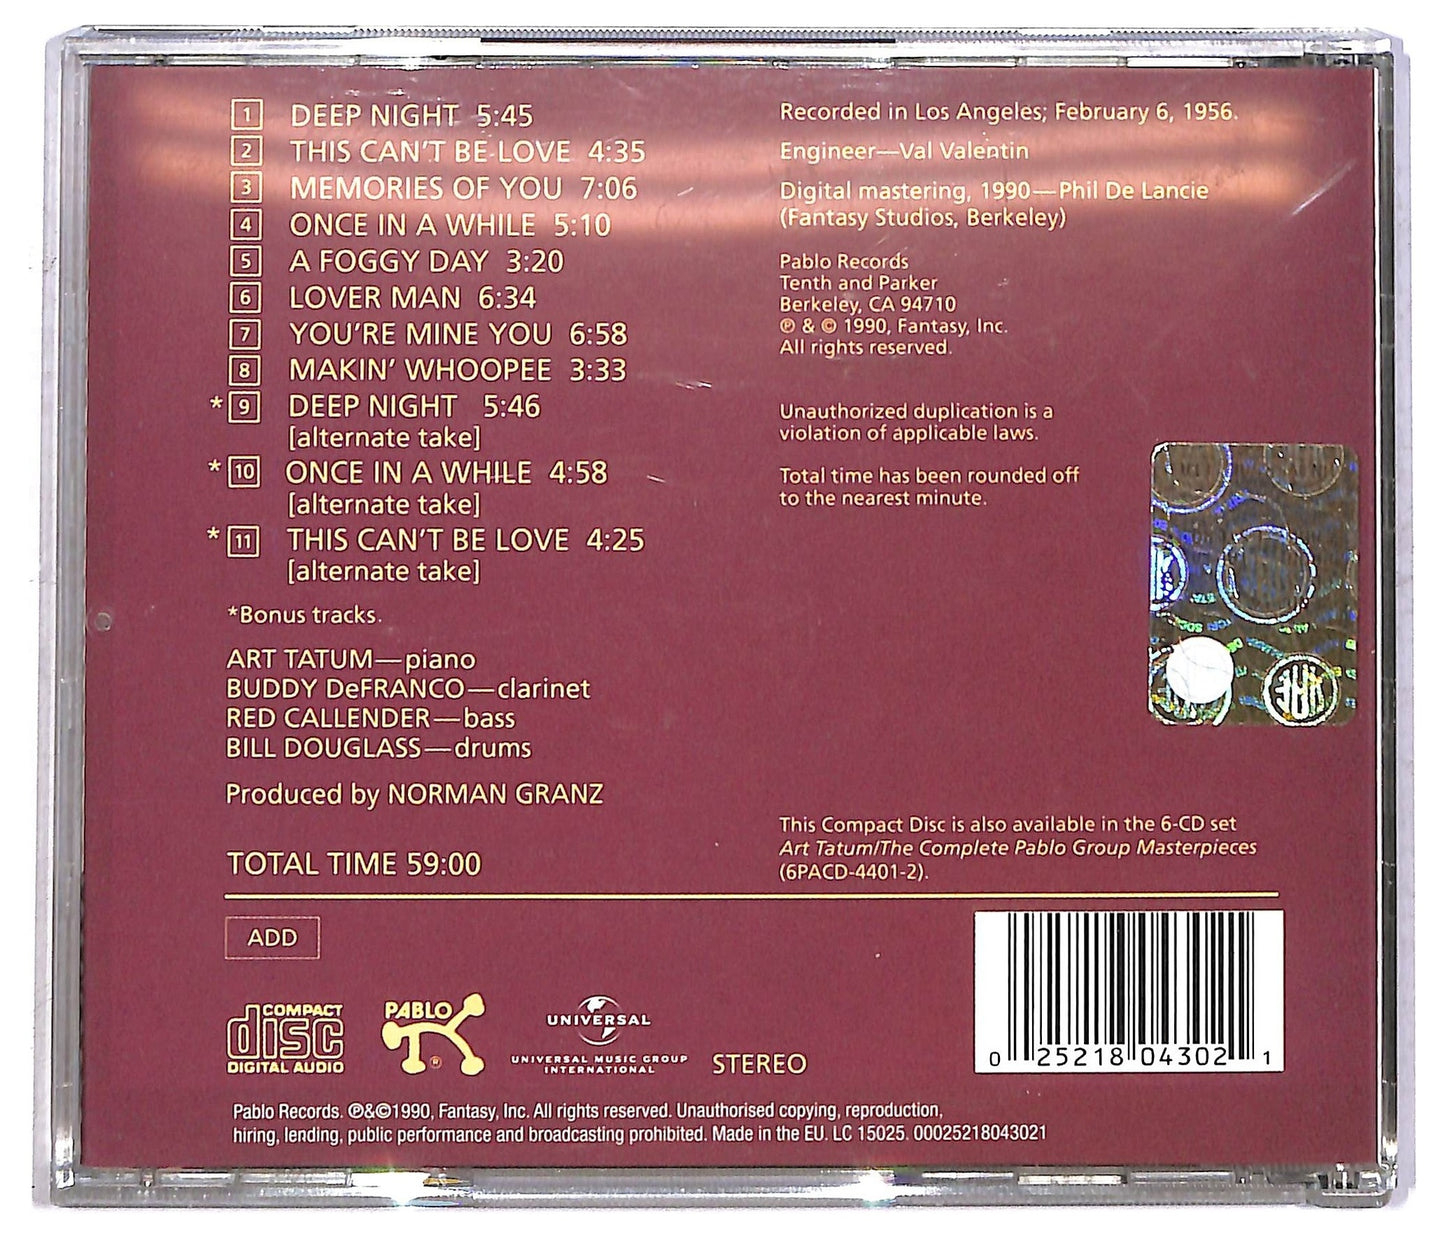 1 DEEP NIGHT 5:45
2 THIS CAN'T BE LOVE 4:35
3 MEMORIES OF YOU 7:06
4 ONCE IN A WHILE 5:10
5 A FOGGY DAY 3:20
6 LOVER MAN 6:34
7 YOU'RE MINE YOU 6:58
8 MAKIN' WHOOPEE 3:33
*9 DEEP NIGHT 5:46
[alternate take]
*10 ONCE IN A WHILE 4:58
[alternate take]
*11 THIS CAN'T BE LOVE 4:25
[alternate take]
*Bonus tracks.
ART TATUM—piano
BUDDY DeFRANCO—clarinet
RED CALLENDER—bass
BILL DOUGLASS—drums
Produced by NORMAN GRANZ
TOTAL TIME 59:00
Recorded in Los Angeles; February 6, 1956.
Engineer—Val Valentin
Digital mastering, 1990—Phil De Lancie
(Fantasy Studios, Berkeley)
Pablo Records
Tenth and Parker
Berkeley, CA 94710
℗ & © 1990, Fantasy, Inc.
All rights reserved.
Unauthorized duplication is a
violation of applicable laws.
Total time has been rounded off
to the nearest minute.
This Compact Disc is also available in the 6-CD set
Art Tatum/The Complete Pablo Group Masterpieces
(6PACD-4401-2).
ADD
COMPACT
disc
DIGITAL AUDIO
PABLO
®
UNIVERSAL
UNIVERSAL MUSIC GROUP
INTERNATIONAL
STEREO
0 25218 04302 1
Pablo Records. ℗&©1990, Fantasy, Inc. All rights reserved. Unauthorised copying, reproduction,
hiring, lending, public performance and broadcasting prohibited. Made in the EU. LC 15025. 00025218043021